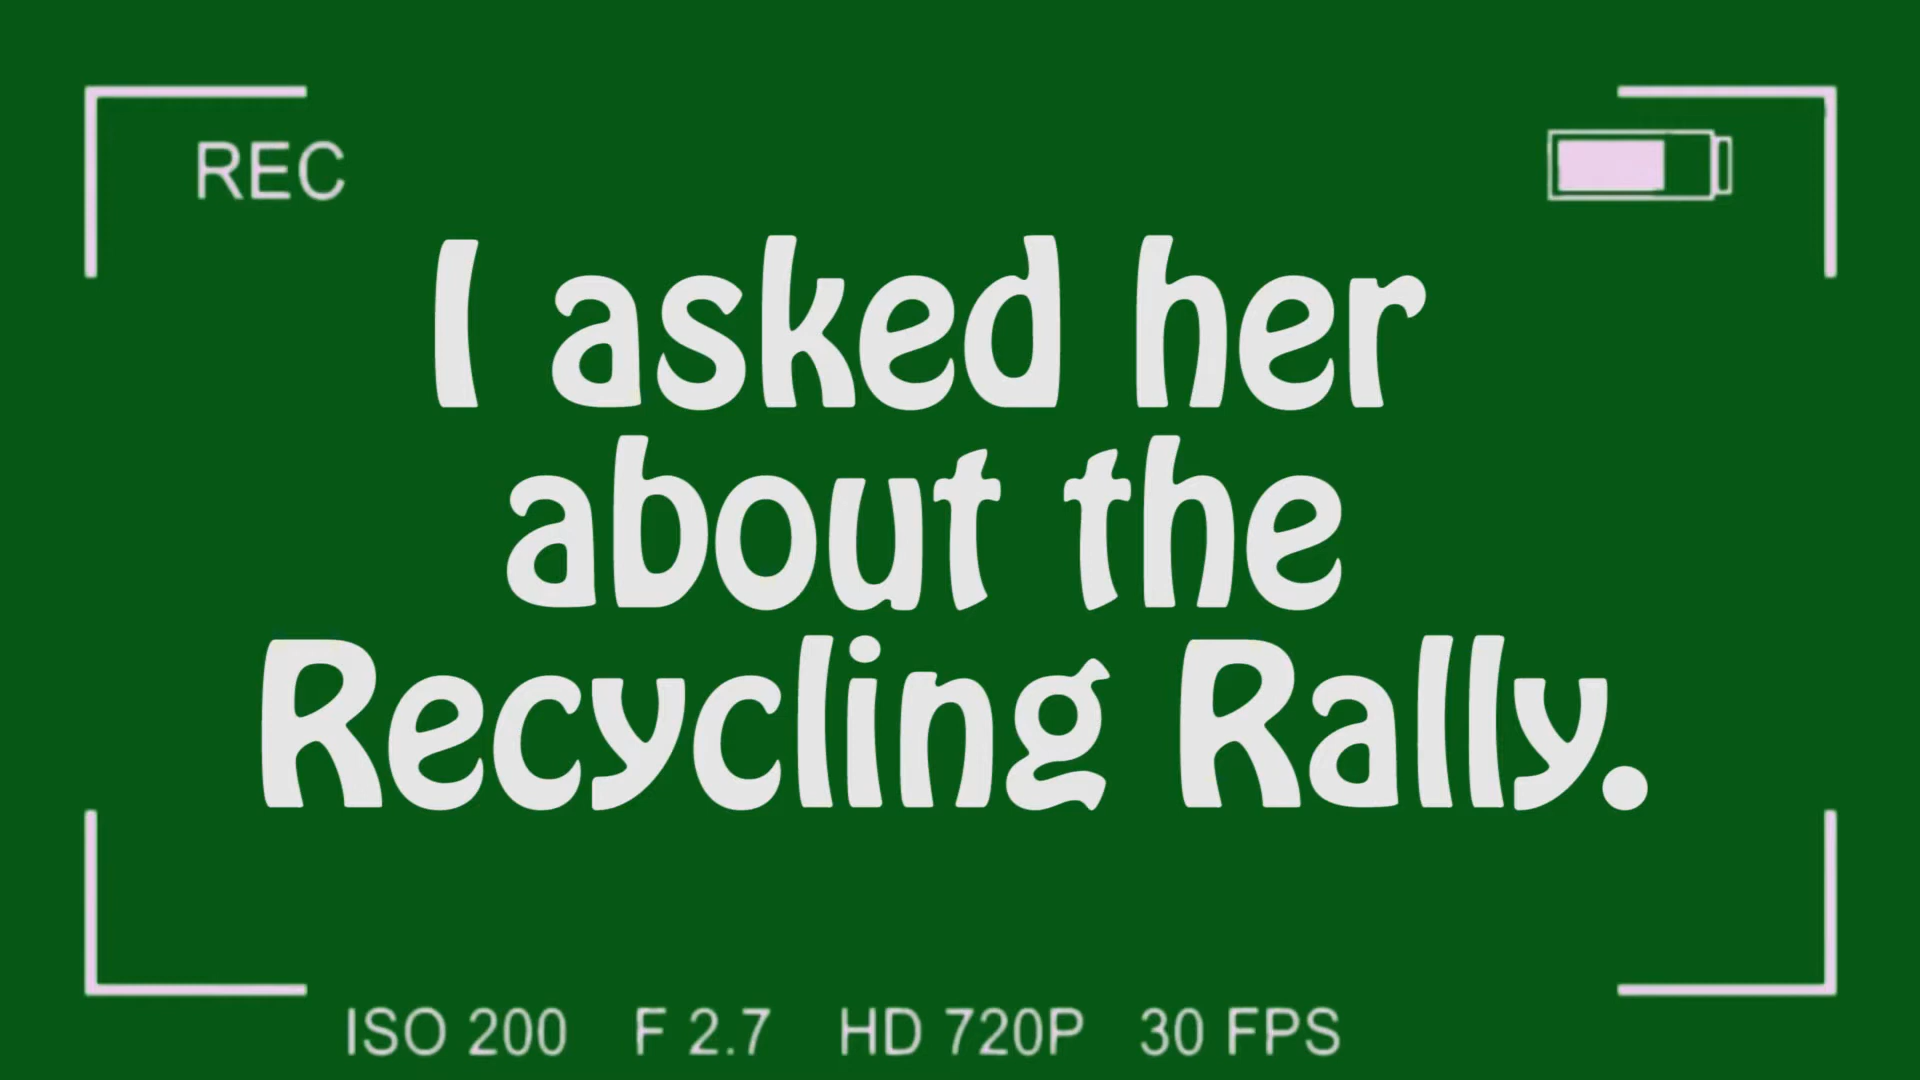 REC
I asked her
about the
Recycling Rally.
ISO 200 F 2.7 HD 720P 30 FPS